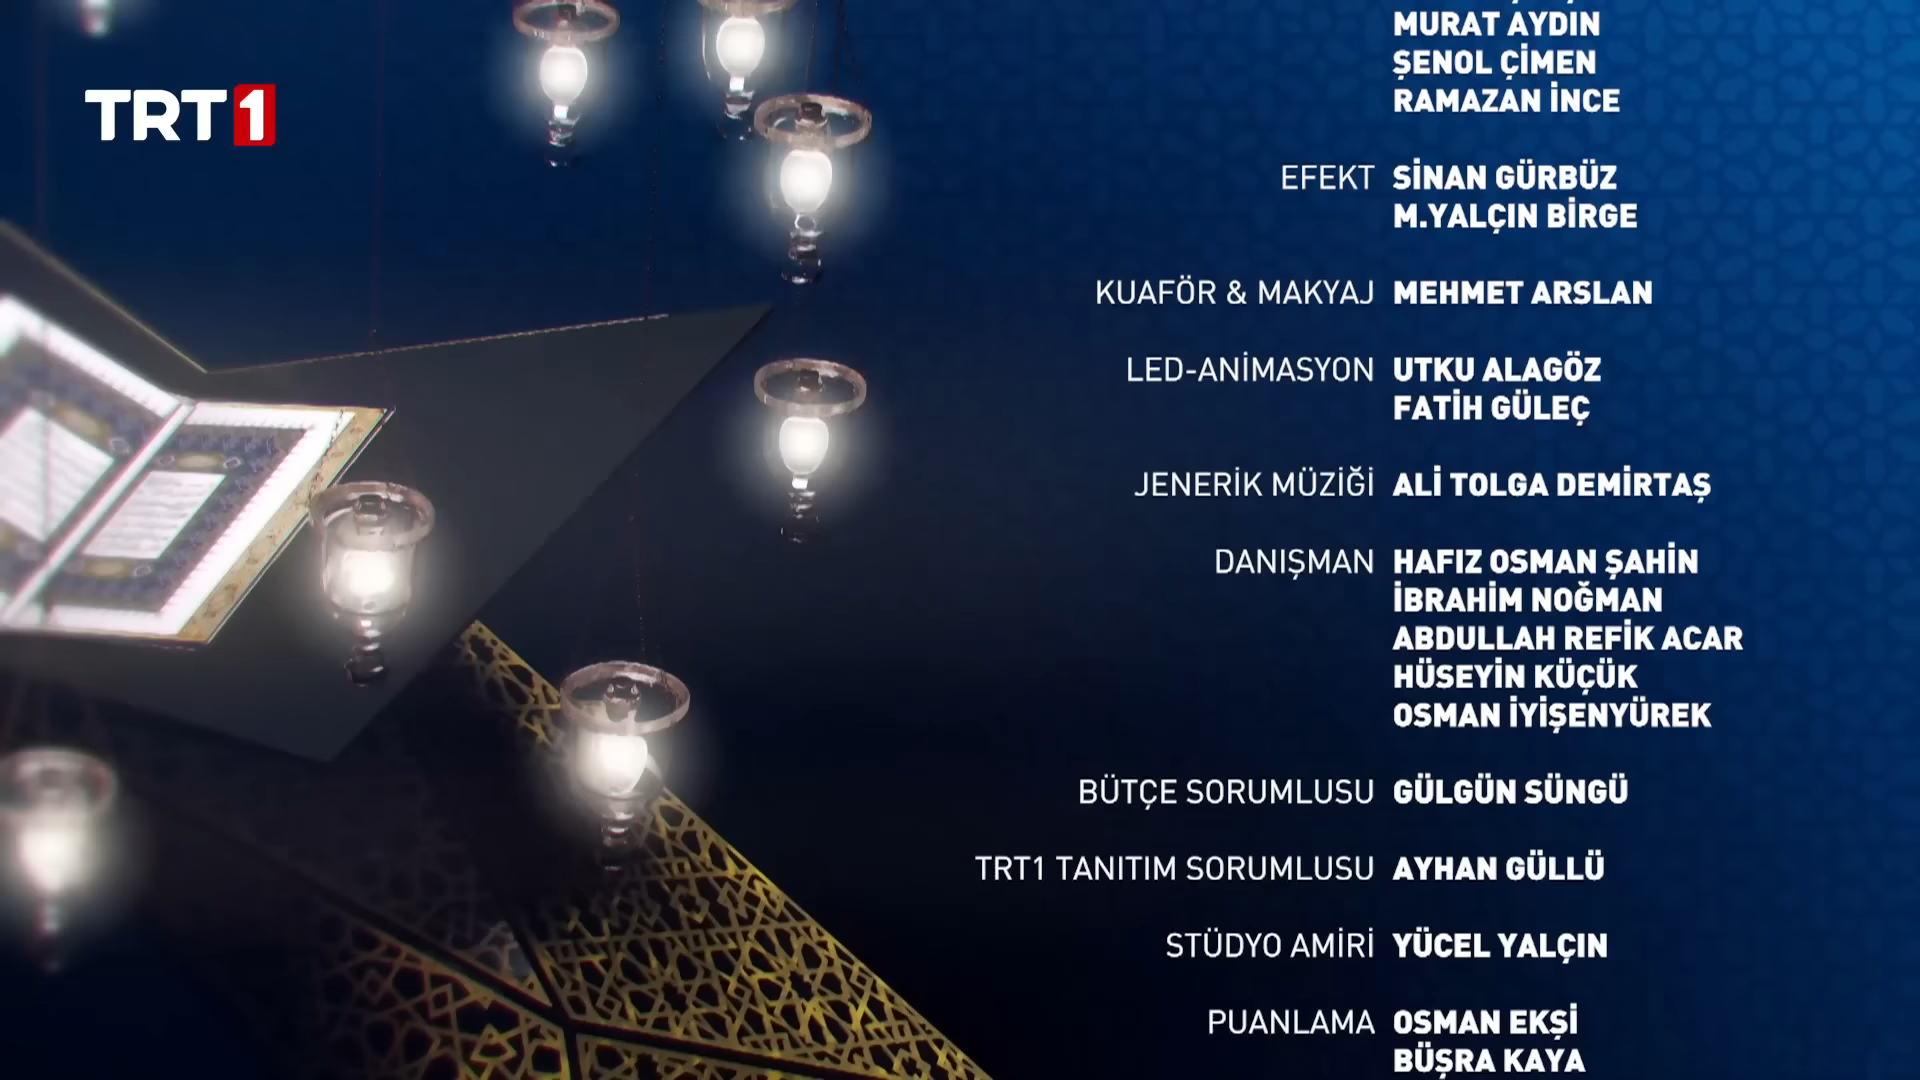 TRT1
MURAT AYDIN
ŞENOL ÇİMEN
RAMAZAN İNCE
EFEKT SİNAN GÜRBÜZ
M.YALÇIN BİRGE
KUAFÖR & MAKYAJ MEHMET ARSLAN
LED-ANİMASYON UTKU ALAGÖZ
FATİH GÜLEÇ
JENERİK MÜZİĞİ ALİ TOLGA DEMİRTAŞ
DANIŞMAN HAFIZ OSMAN ŞAHİN
İBRAHİM NOĞMAN
ABDULLAH REFİK ACAR
HÜSEYİN KÜÇÜK
OSMAN İYİŞENYÜREK
BÜTÇE SORUMLUSU GÜLGÜN SÜNGÜ
TRT1 TANITIM SORUMLUSU AYHAN GÜLLÜ
STÜDYO AMİRİ YÜCEL YALÇIN
PUANLAMA OSMAN EKŞİ
BÜŞRA KAYA